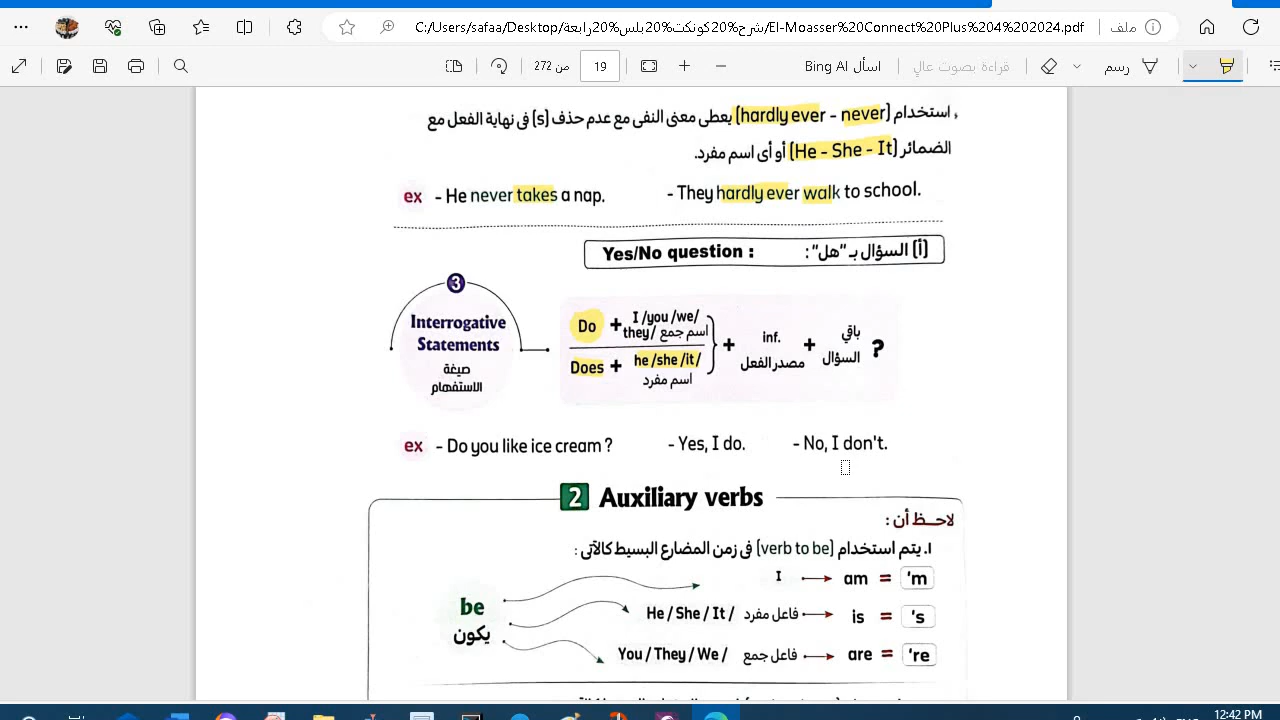 C:/Users/safaa/Desktop/شرح%20كونكت%20بلس%20رابعة/El-Moasser%20Connect%20Plus%204%202024.pdf
ملف
19
من 272
اسأل Bing AI
قراءة بصوت عالٍ
رسم
استخدام (hardly ever - never) يعطى معنى النفى مع عدم حذف (s) فى نهاية الفعل مع
الضمائر (He - She - It) أو أى اسم مفرد.
ex - He never takes a nap. - They hardly ever walk to school.
(أ) السؤال بـ "هل": Yes/No question :
3
Interrogative
Statements
صيغة
الاستفهام
Do + I /you /we/
they/ اسم جمع
Does + he /she /it/
اسم مفرد
+ inf.
مصدر الفعل
+ باقي
السؤال
?
ex - Do you like ice cream ? - Yes, I do. - No, I don't.
2 Auxiliary verbs
لاحـظ أن :
١. يتم استخدام (verb to be) فى زمن المضارع البسيط كالآتى :
be
يكون
I → am = 'm
He / She / It / فاعل مفرد → is = 's
You / They / We / فاعل جمع → are = 're
12:42 PM